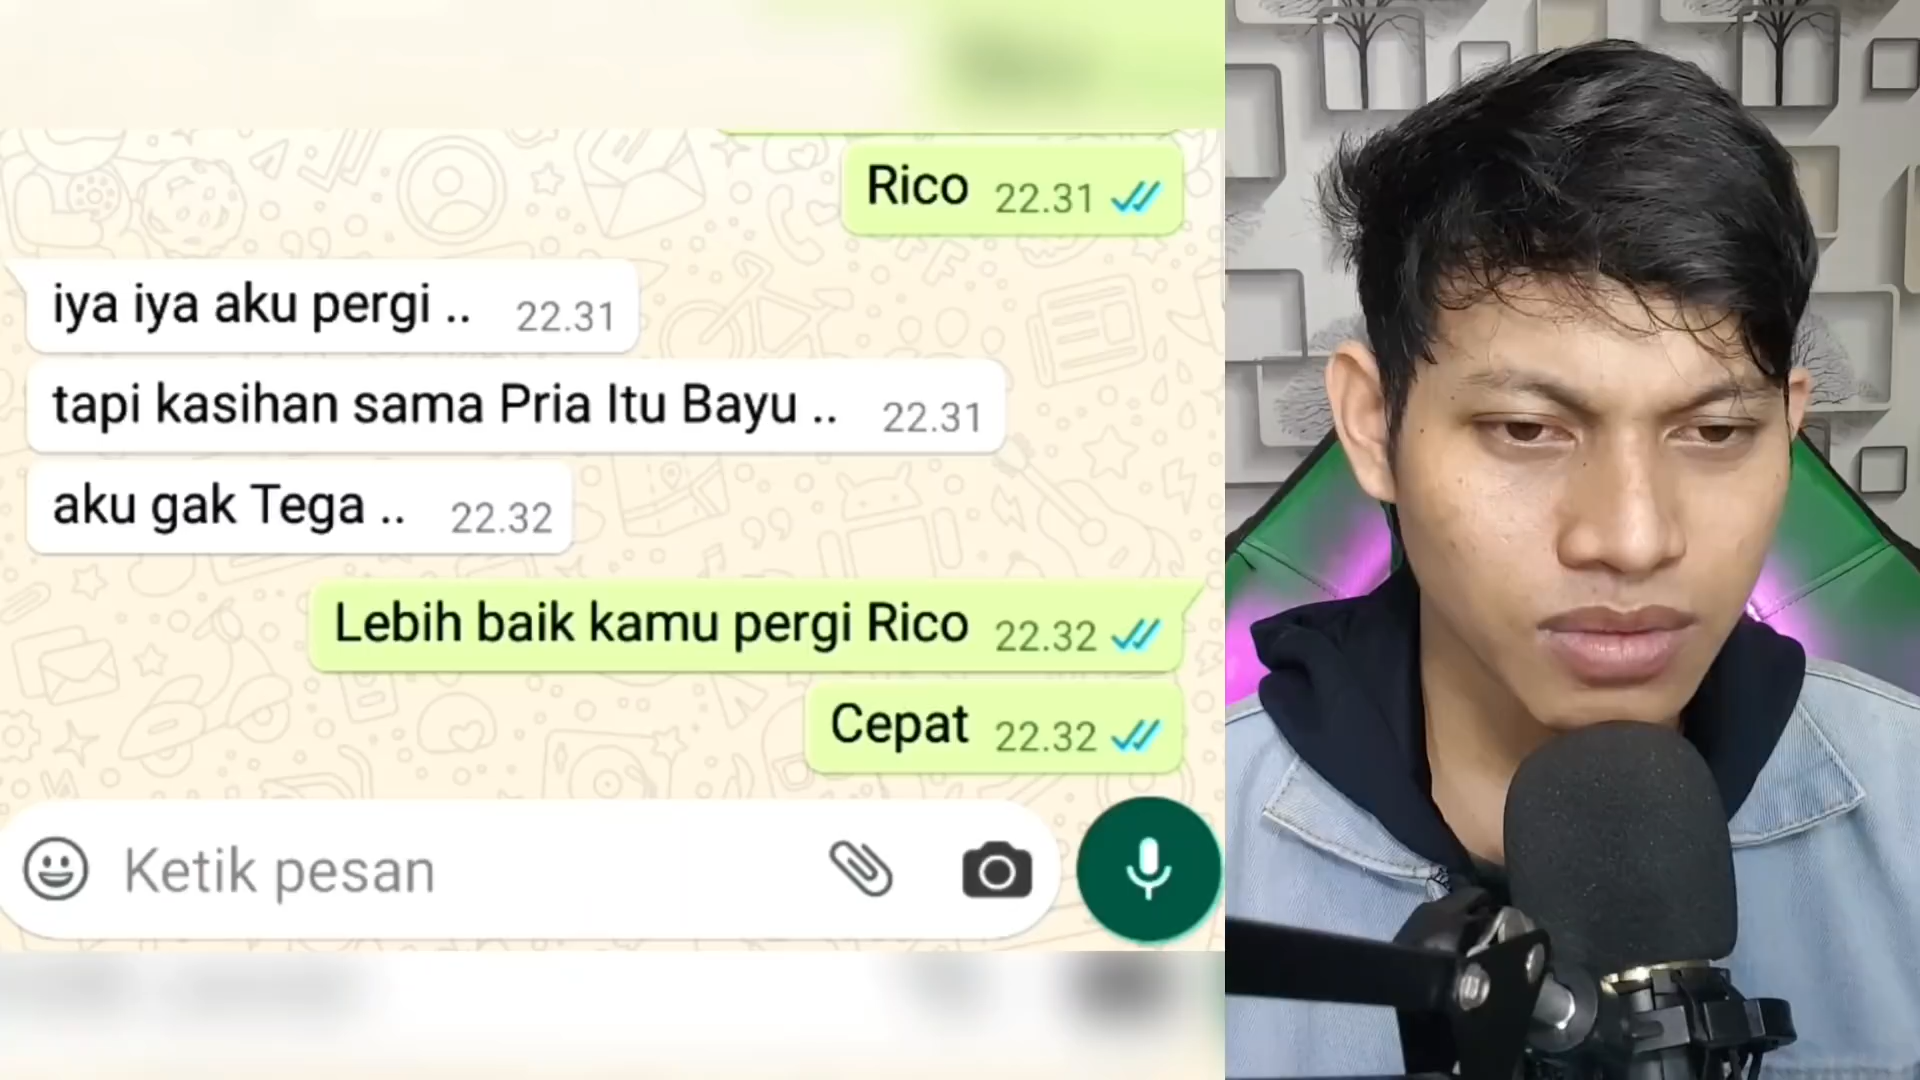 Rico 22.31
iya iya aku pergi .. 22.31
tapi kasihan sama Pria Itu Bayu .. 22.31
aku gak Tega .. 22.32
Lebih baik kamu pergi Rico 22.32
Cepat 22.32
Ketik pesan